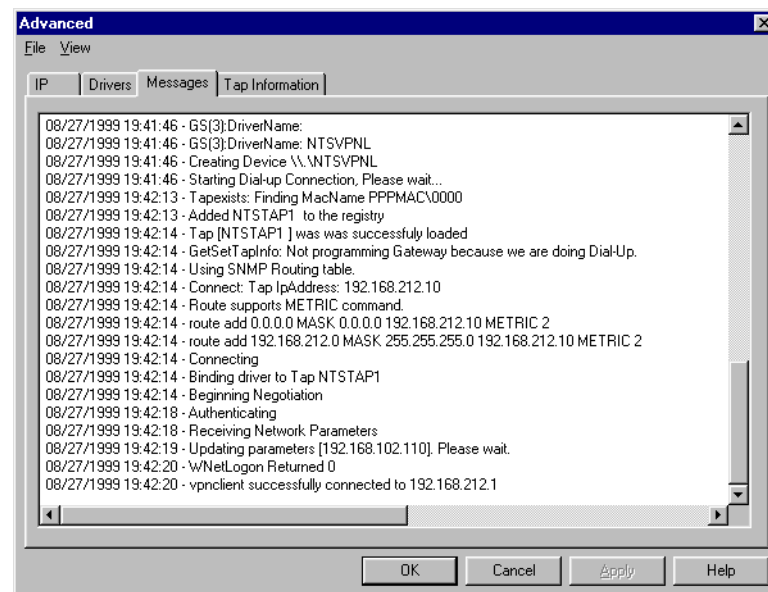 Advanced
File View
IP Drivers Messages Tap Information
08/27/1999 19:41:46 - GS(3):DriverName:
08/27/1999 19:41:46 - GS(3):DriverName: NTSVPNL
08/27/1999 19:41:46 - Creating Device \\.\NTSVPNL
08/27/1999 19:41:46 - Starting Dial-up Connection, Please wait...
08/27/1999 19:42:13 - Tapexists: Finding MacName PPPMAC\0000
08/27/1999 19:42:13 - Added NTSTAP1 to the registry
08/27/1999 19:42:14 - Tap [NTSTAP1 ] was was successfuly loaded
08/27/1999 19:42:14 - GetSetTapInfo: Not programming Gateway because we are doing Dial-Up.
08/27/1999 19:42:14 - Using SNMP Routing table.
08/27/1999 19:42:14 - Connect: Tap IpAddress: 192.168.212.10
08/27/1999 19:42:14 - Route supports METRIC command.
08/27/1999 19:42:14 - route add 0.0.0.0 MASK 0.0.0.0 192.168.212.10 METRIC 2
08/27/1999 19:42:14 - route add 192.168.212.0 MASK 255.255.255.0 192.168.212.10 METRIC 2
08/27/1999 19:42:14 - Connecting
08/27/1999 19:42:14 - Binding driver to Tap NTSTAP1
08/27/1999 19:42:14 - Beginning Negotiation
08/27/1999 19:42:18 - Authenticating
08/27/1999 19:42:18 - Receiving Network Parameters
08/27/1999 19:42:19 - Updating parameters [192.168.102.110]. Please wait.
08/27/1999 19:42:20 - WNetLogon Returned 0
08/27/1999 19:42:20 - vpnclient successfully connected to 192.168.212.1
OK Cancel Apply Help